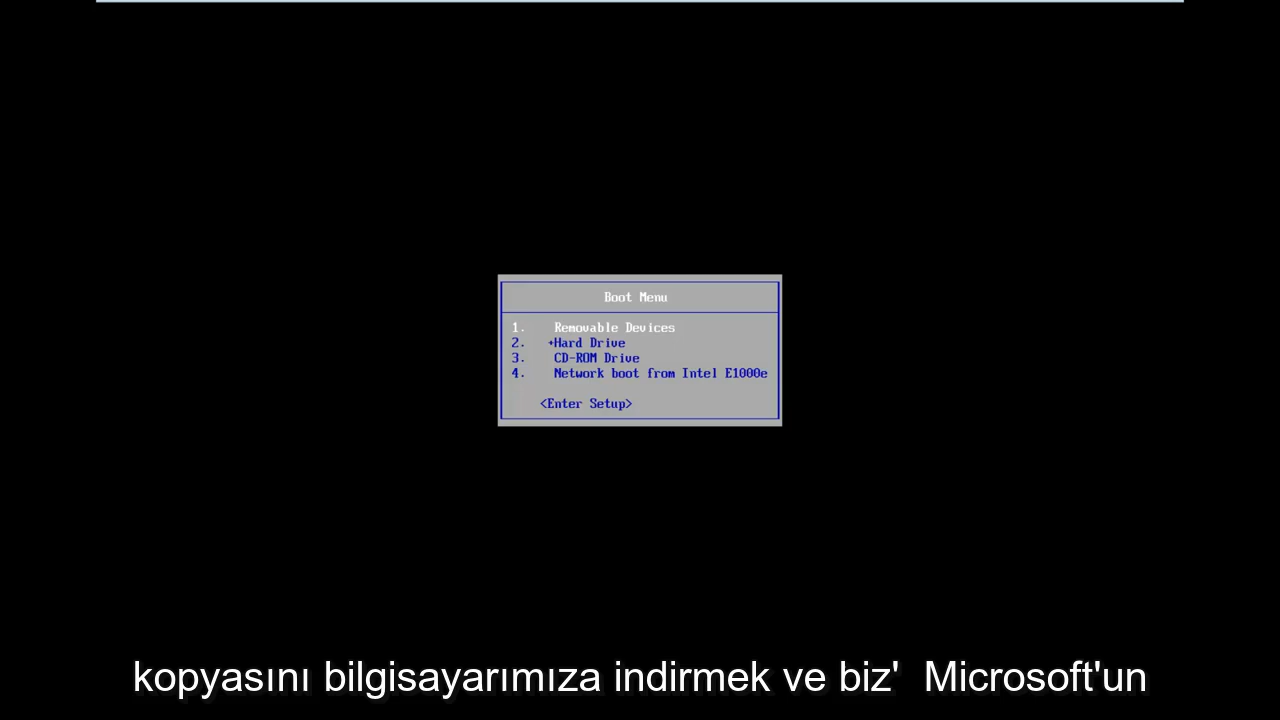 Boot Menu
1. Removable Devices
2. +Hard Drive
3. CD-ROM Drive
4. Network boot from Intel E1000e
<Enter Setup>
kopyasını bilgisayarımıza indirmek ve biz' Microsoft'un